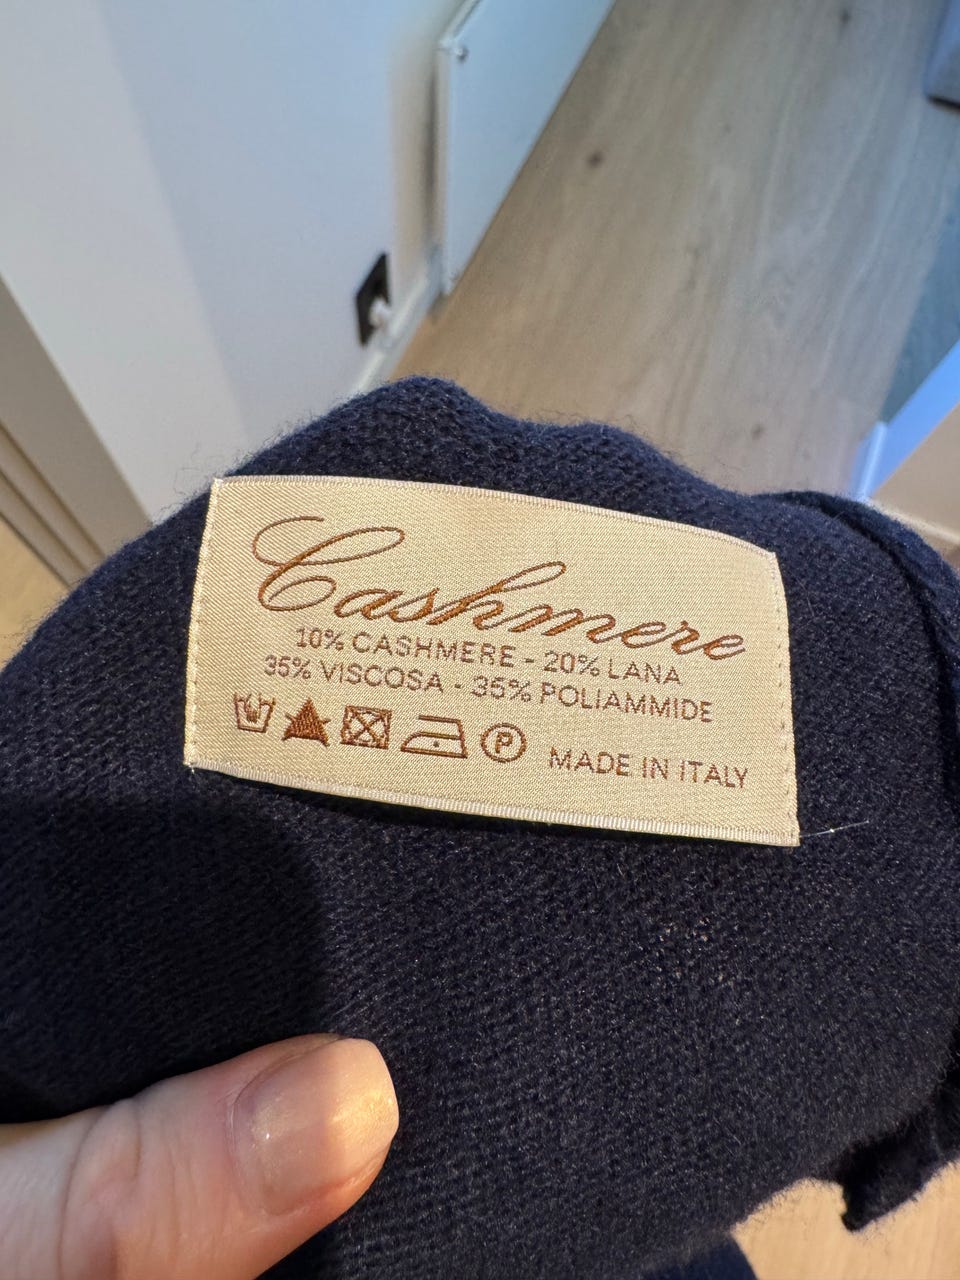 Cashmere
10% CASHMERE - 20% LANA
35% VISCOSA - 35% POLIAMMIDE
P MADE IN ITALY